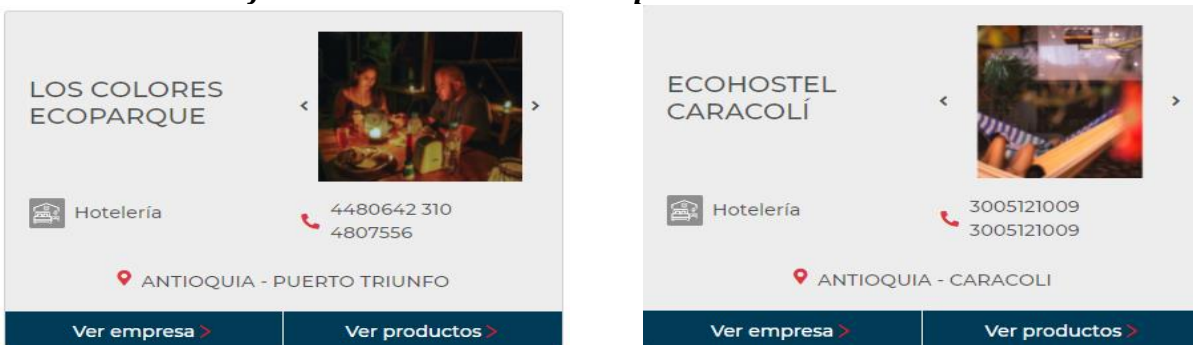 LOS COLORES
ECOPARQUE
Hotelería
4480642 310
4807556
ANTIOQUIA - PUERTO TRIUNFO
Ver empresa >
Ver productos >
ECOHOSTEL
CARACOLÍ
Hotelería
3005121009
3005121009
ANTIOQUIA - CARACOLI
Ver empresa >
Ver productos >